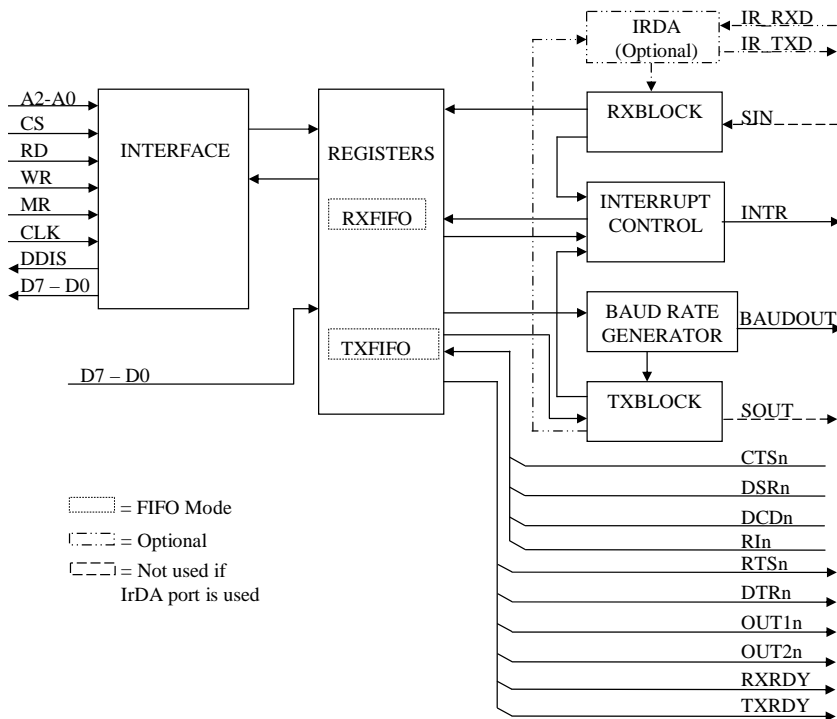 IRDA
(Optional)
IR_RXD
IR_TXD
A2-A0
CS
RD
WR
MR
CLK
DDIS
D7 – D0
INTERFACE
REGISTERS
RXFIFO
TXFIFO
RXBLOCK
SIN
INTERRUPT
CONTROL
INTR
BAUD RATE
GENERATOR
BAUDOUT
TXBLOCK
SOUT
D7 – D0
CTSn
DSRn
DCDn
RIn
RTSn
DTRn
OUT1n
OUT2n
RXRDY
TXRDY
= FIFO Mode
= Optional
= Not used if
IrDA port is used